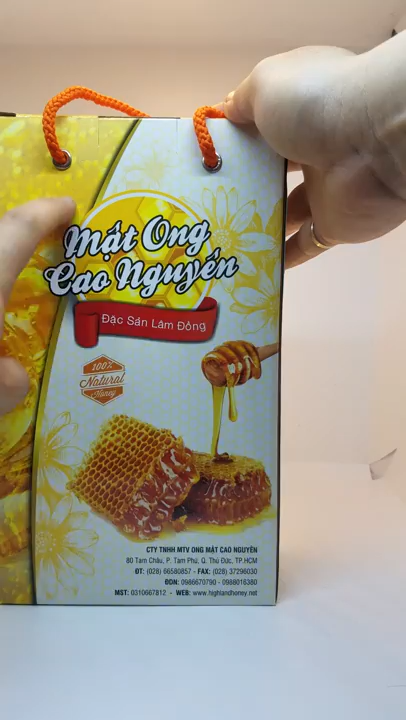 Mật Ong
Cao Nguyên
Đặc Sản Lâm Đồng
100%
Natural
Honey
CTY TNHH MTV ONG MẬT CAO NGUYÊN
80 Tam Châu, P. Tam Phú, Q. Thủ Đức, TP.HCM
ĐT: (028) 66580857 - FAX: (028) 37296030
ĐDN: 0986670790 - 0988016380
MST: 0310667812 - WEB: www.highlandhoney.net